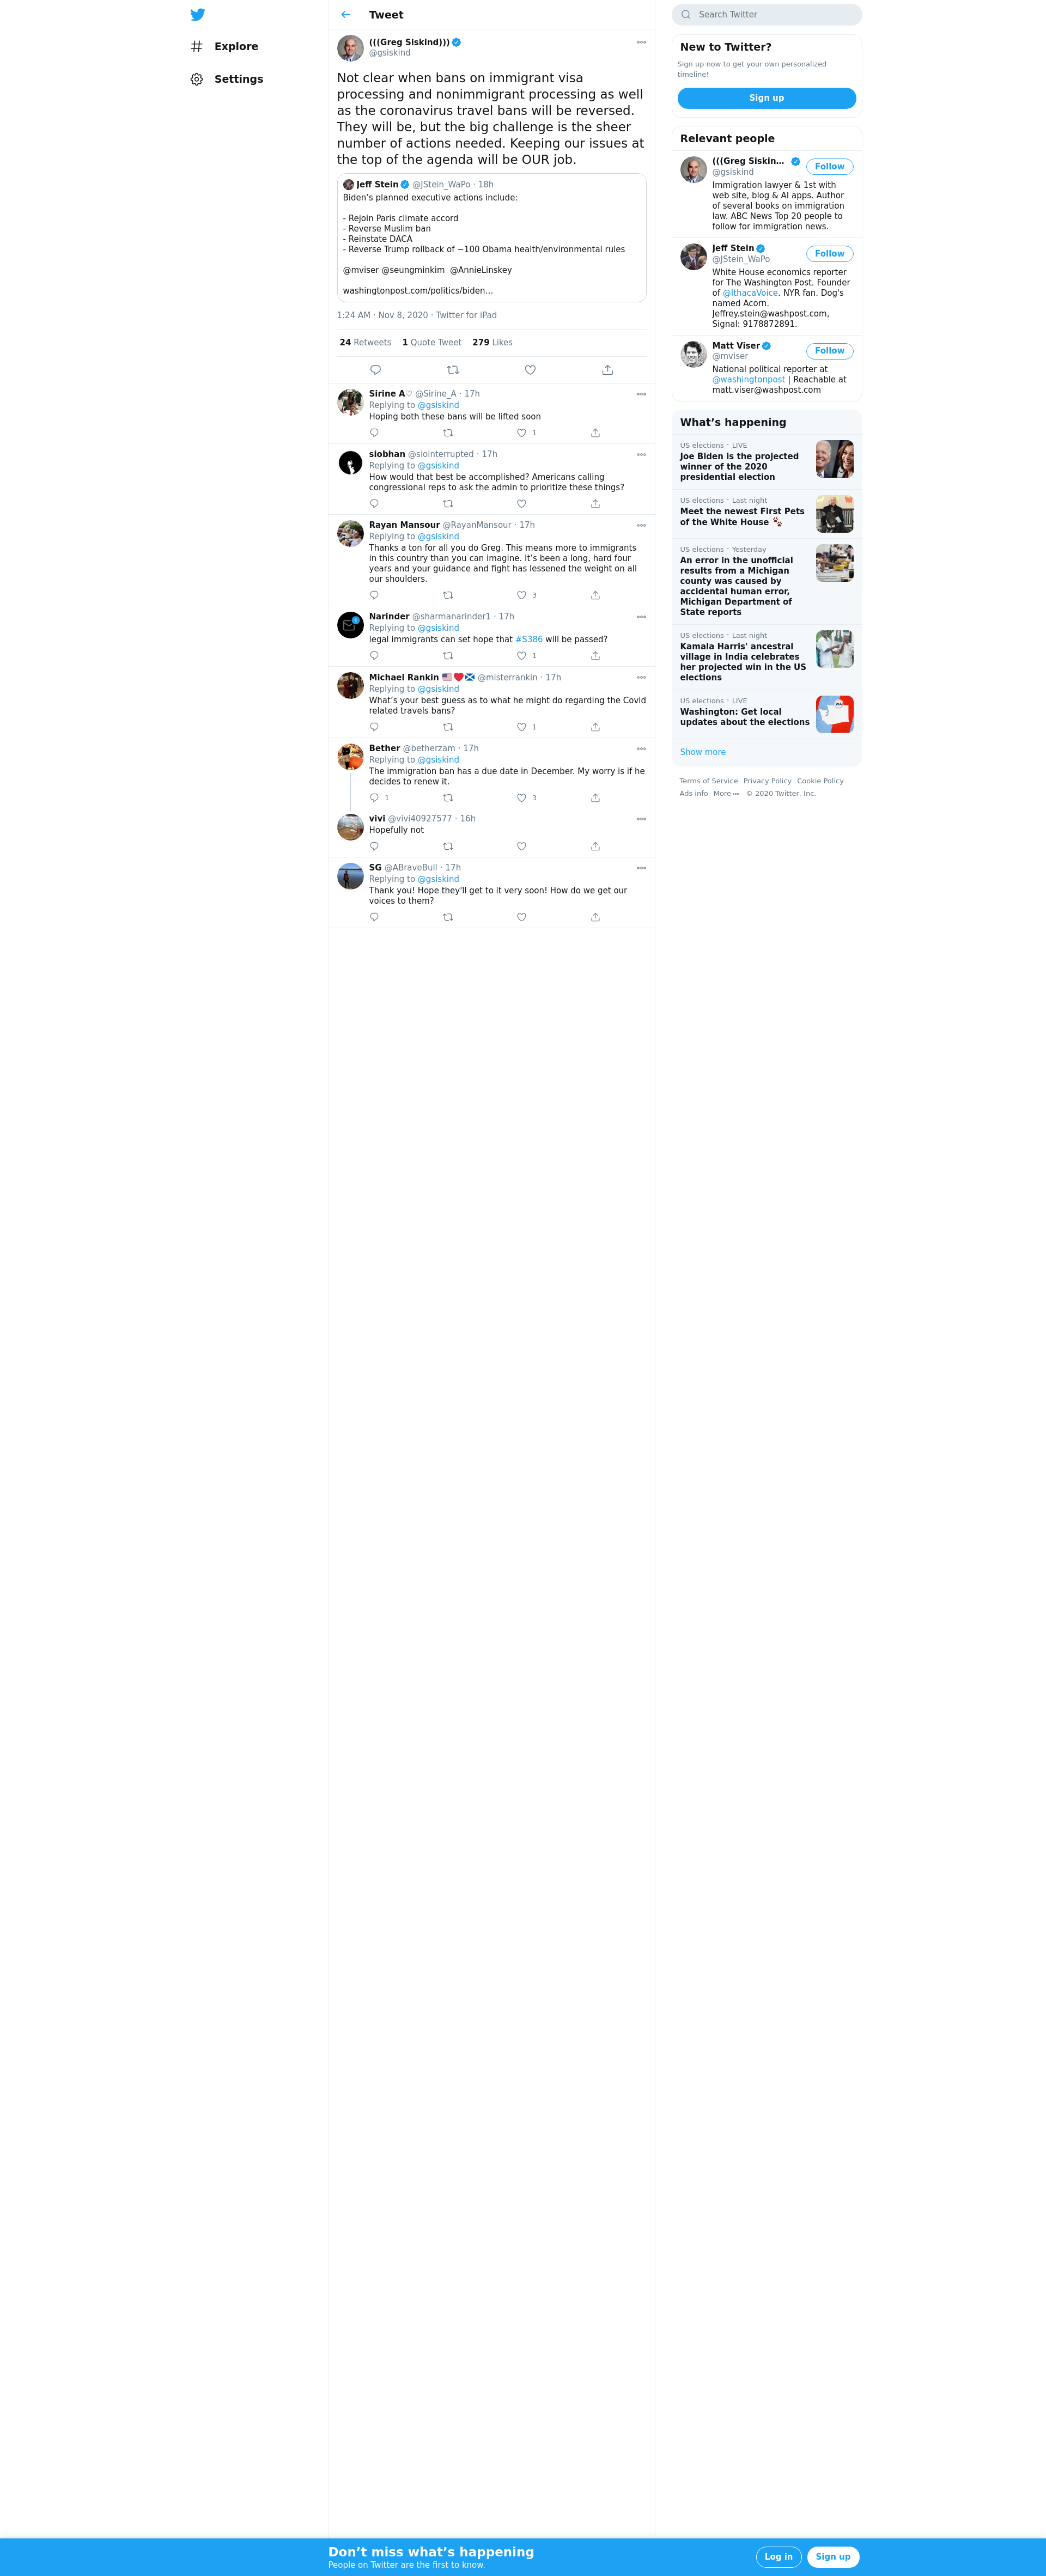 Explore
Settings
Tweet
(((Greg Siskind)))
@gsiskind
Not clear when bans on immigrant visa
processing and nonimmigrant processing as well
as the coronavirus travel bans will be reversed.
They will be, but the big challenge is the sheer
number of actions needed. Keeping our issues at
the top of the agenda will be OUR job.
Jeff Stein @JStein_WaPo · 18h
Biden’s planned executive actions include:
- Rejoin Paris climate accord
- Reverse Muslim ban
- Reinstate DACA
- Reverse Trump rollback of ~100 Obama health/environmental rules
@mviser @seungminkim @AnnieLinskey
washingtonpost.com/politics/biden…
1:24 AM · Nov 8, 2020 · Twitter for iPad
24 Retweets 1 Quote Tweet 279 Likes
Sirine A♡ @Sirine_A · 17h
Replying to @gsiskind
Hoping both these bans will be lifted soon
1
siobhan @siointerrupted · 17h
Replying to @gsiskind
How would that best be accomplished? Americans calling
congressional reps to ask the admin to prioritize these things?
Rayan Mansour @RayanMansour · 17h
Replying to @gsiskind
Thanks a ton for all you do Greg. This means more to immigrants
in this country than you can imagine. It’s been a long, hard four
years and your guidance and fight has lessened the weight on all
our shoulders.
3
Narinder @sharmanarinder1 · 17h
Replying to @gsiskind
legal immigrants can set hope that #S386 will be passed?
1
Michael Rankin 🇺🇸❤️🏴󠁧󠁢󠁳󠁣󠁴󠁿 @misterrankin · 17h
Replying to @gsiskind
What’s your best guess as to what he might do regarding the Covid
related travels bans?
1
Bether @betherzam · 17h
Replying to @gsiskind
The immigration ban has a due date in December. My worry is if he
decides to renew it.
1 3
vivi @vivi40927577 · 16h
Hopefully not
SG @ABraveBull · 17h
Replying to @gsiskind
Thank you! Hope they'll get to it very soon! How do we get our
voices to them?
Search Twitter
New to Twitter?
Sign up now to get your own personalized
timeline!
Sign up
Relevant people
(((Greg Siskin…
Follow
@gsiskind
Immigration lawyer & 1st with
web site, blog & AI apps. Author
of several books on immigration
law. ABC News Top 20 people to
follow for immigration news.
Jeff Stein
Follow
@JStein_WaPo
White House economics reporter
for The Washington Post. Founder
of @IthacaVoice. NYR fan. Dog's
named Acorn.
Jeffrey.stein@washpost.com,
Signal: 9178872891.
Matt Viser
Follow
@mviser
National political reporter at
@washingtonpost | Reachable at
matt.viser@washpost.com
What’s happening
US elections · LIVE
Joe Biden is the projected
winner of the 2020
presidential election
US elections · Last night
Meet the newest First Pets
of the White House 🐾
US elections · Yesterday
An error in the unofficial
results from a Michigan
county was caused by
accidental human error,
Michigan Department of
State reports
US elections · Last night
Kamala Harris' ancestral
village in India celebrates
her projected win in the US
elections
US elections · LIVE
Washington: Get local
updates about the elections
WA
Show more
Terms of Service Privacy Policy Cookie Policy
Ads info More ••• © 2020 Twitter, Inc.
Don’t miss what’s happening
People on Twitter are the first to know.
Log in
Sign up